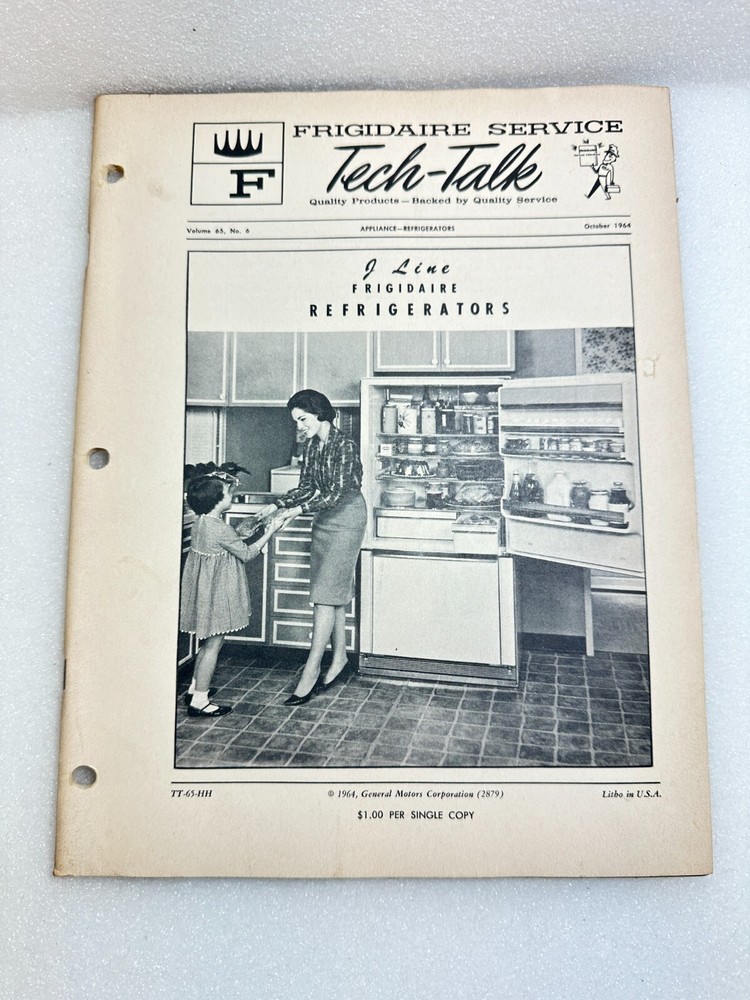 F
FRIGIDAIRE SERVICE
Tech-Talk
Quality Products—Backed by Quality Service
Volume 65, No. 6
APPLIANCE—REFRIGERATORS
October 1964
J Line
FRIGIDAIRE
REFRIGERATORS
TT-65-HH
© 1964, General Motors Corporation (2879)
Litho in U.S.A.
$1.00 PER SINGLE COPY